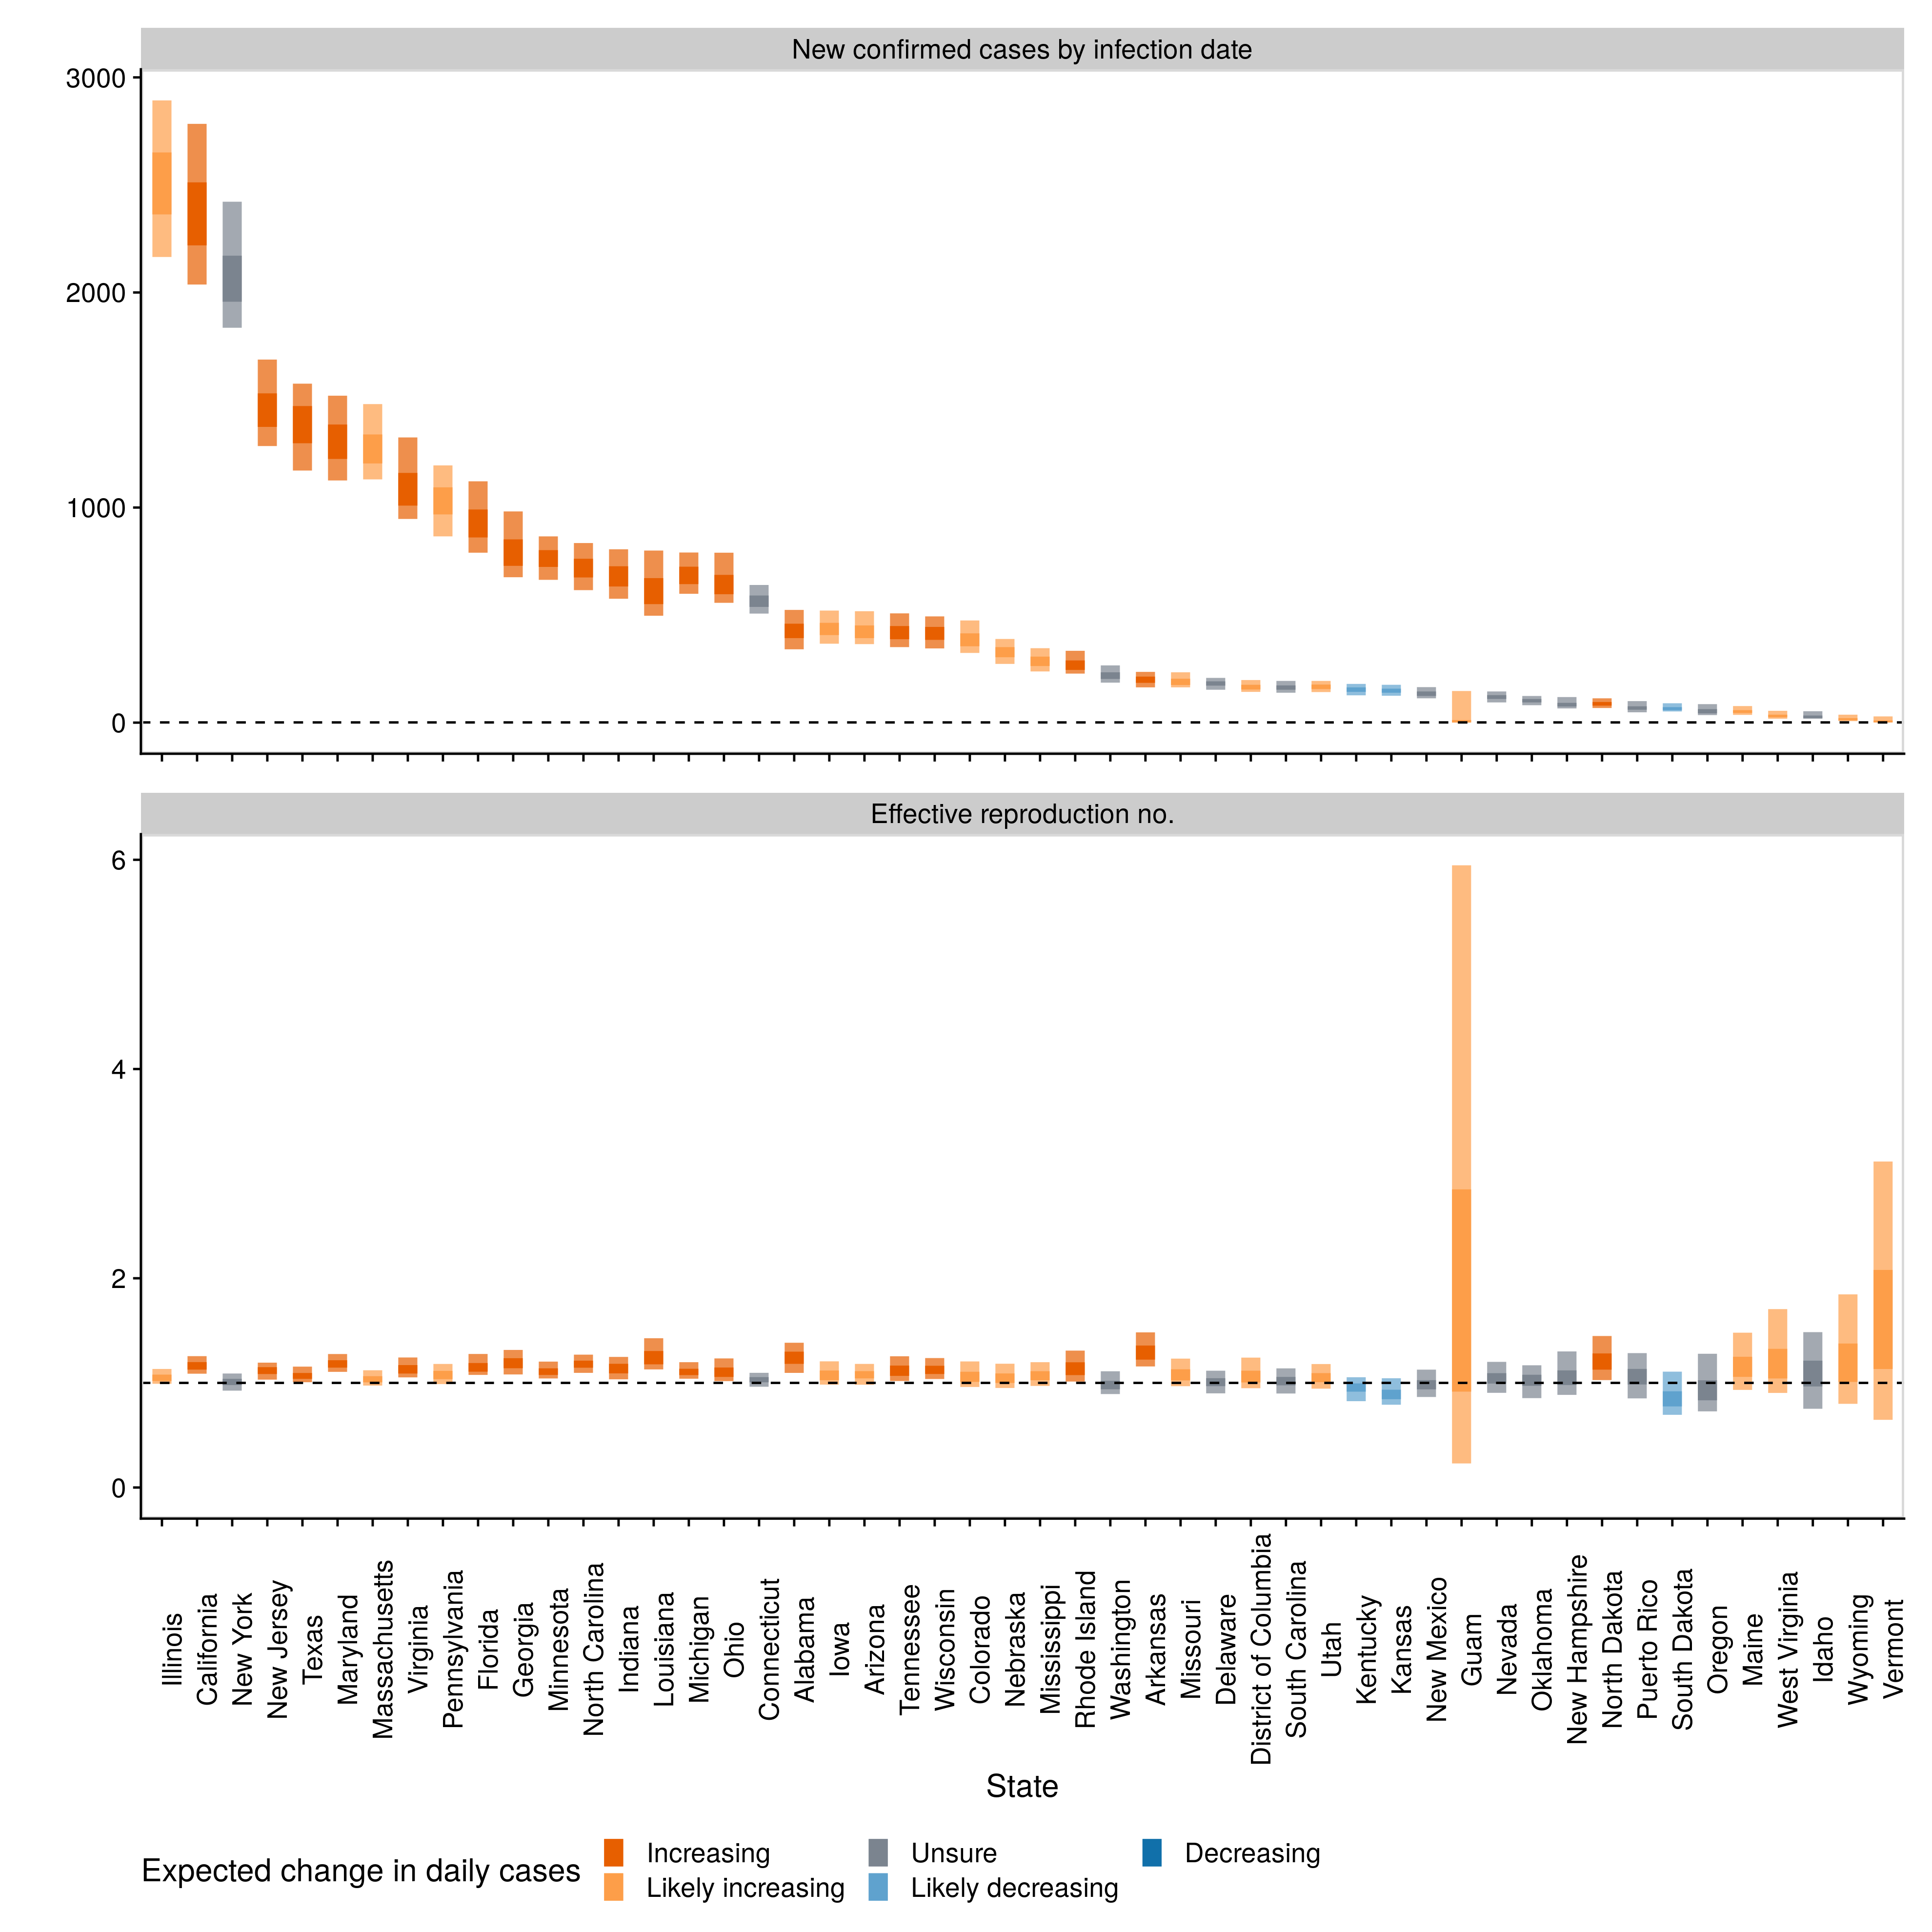 New confirmed cases by infection date
3000
2000
1000
0
Effective reproduction no.
6
4
2
0
Illinois
California
New York
New Jersey
Texas
Maryland
Massachusetts
Virginia
Pennsylvania
Florida
Georgia
Minnesota
North Carolina
Indiana
Louisiana
Michigan
Ohio
Connecticut
Alabama
Iowa
Arizona
Tennessee
Wisconsin
Colorado
Nebraska
Mississippi
Rhode Island
Washington
Arkansas
Missouri
Delaware
District of Columbia
South Carolina
Utah
Kentucky
Kansas
New Mexico
Guam
Nevada
Oklahoma
New Hampshire
North Dakota
Puerto Rico
South Dakota
Oregon
Maine
West Virginia
Idaho
Wyoming
Vermont
State
Expected change in daily cases
Increasing
Likely increasing
Unsure
Likely decreasing
Decreasing